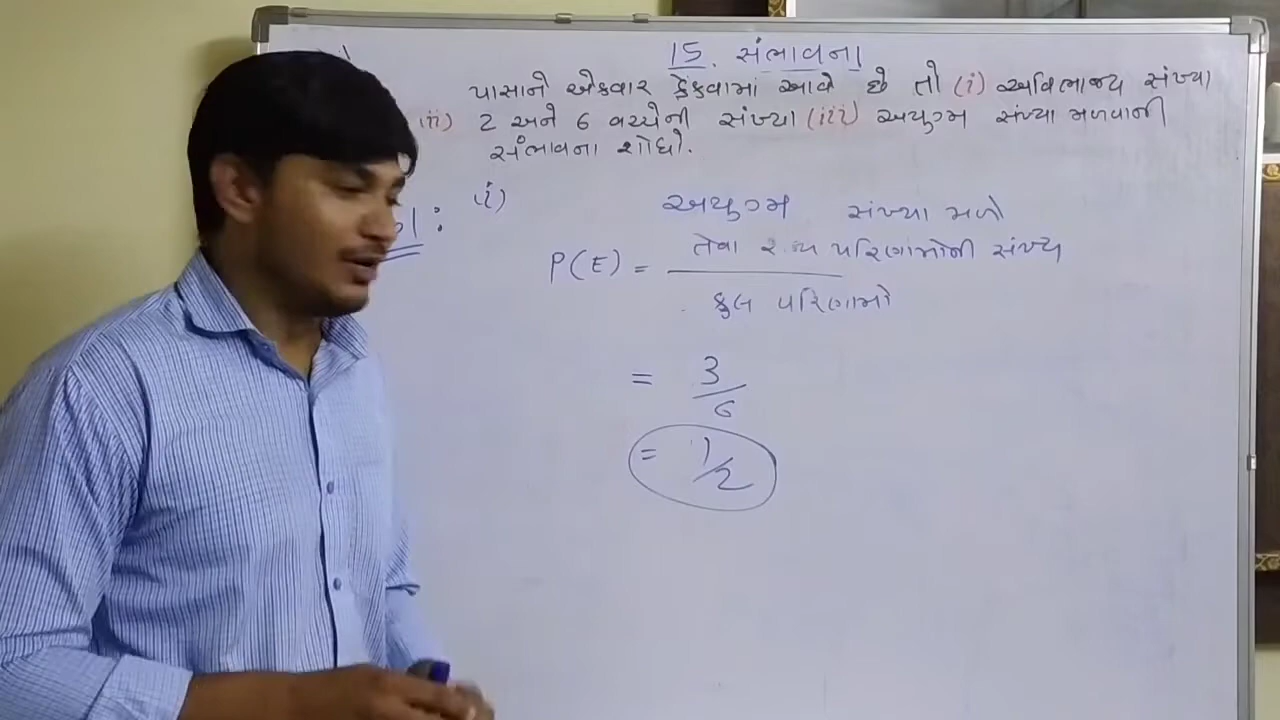 15. સંભાવના
પાસાને એકવાર ફેંકવામાં આવે છે તો (i) અવિભાજ્ય સંખ્યા
(ii) 2 અને 6 વચ્ચેની સંખ્યા (iii) અયુગ્મ સંખ્યા મળવાની
સંભાવના શોધો.
:
અયુગ્મ સંખ્યા મળે
તેવા પરિણામોની સંખ્ય
P(E) =
કુલ પરિણામો
= 3/6
= 1/2